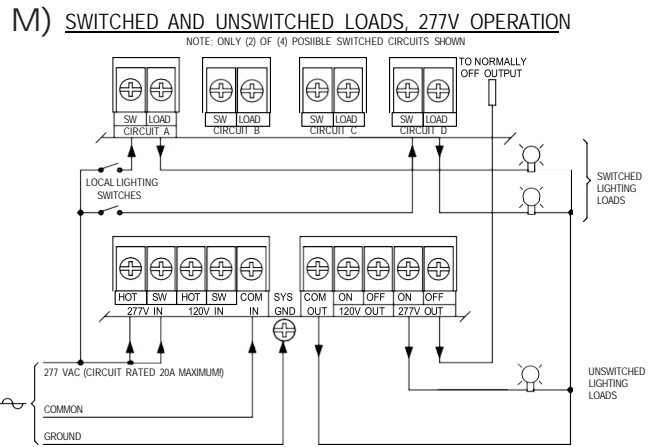 M) SWITCHED AND UNSWITCHED LOADS, 277V OPERATION
NOTE: ONLY (2) OF (4) POSIIBLE SWITCHED CIRCUITS SHOWN
TO NORMALLY
OFF OUTPUT
SW LOAD SW LOAD SW LOAD SW LOAD
CIRCUIT A CIRCUIT B CIRCUIT C CIRCUIT D
LOCAL LIGHTING
SWITCHES
SWITCHED
LIGHTING
LOADS
HOT SW HOT SW COM SYS COM ON OFF ON OFF
277V IN 120V IN IN GND OUT 120V OUT 277V OUT
277 VAC (CIRCUIT RATED 20A MAXIMUM!)
COMMON
GROUND
UNSWITCHED
LIGHTING
LOADS